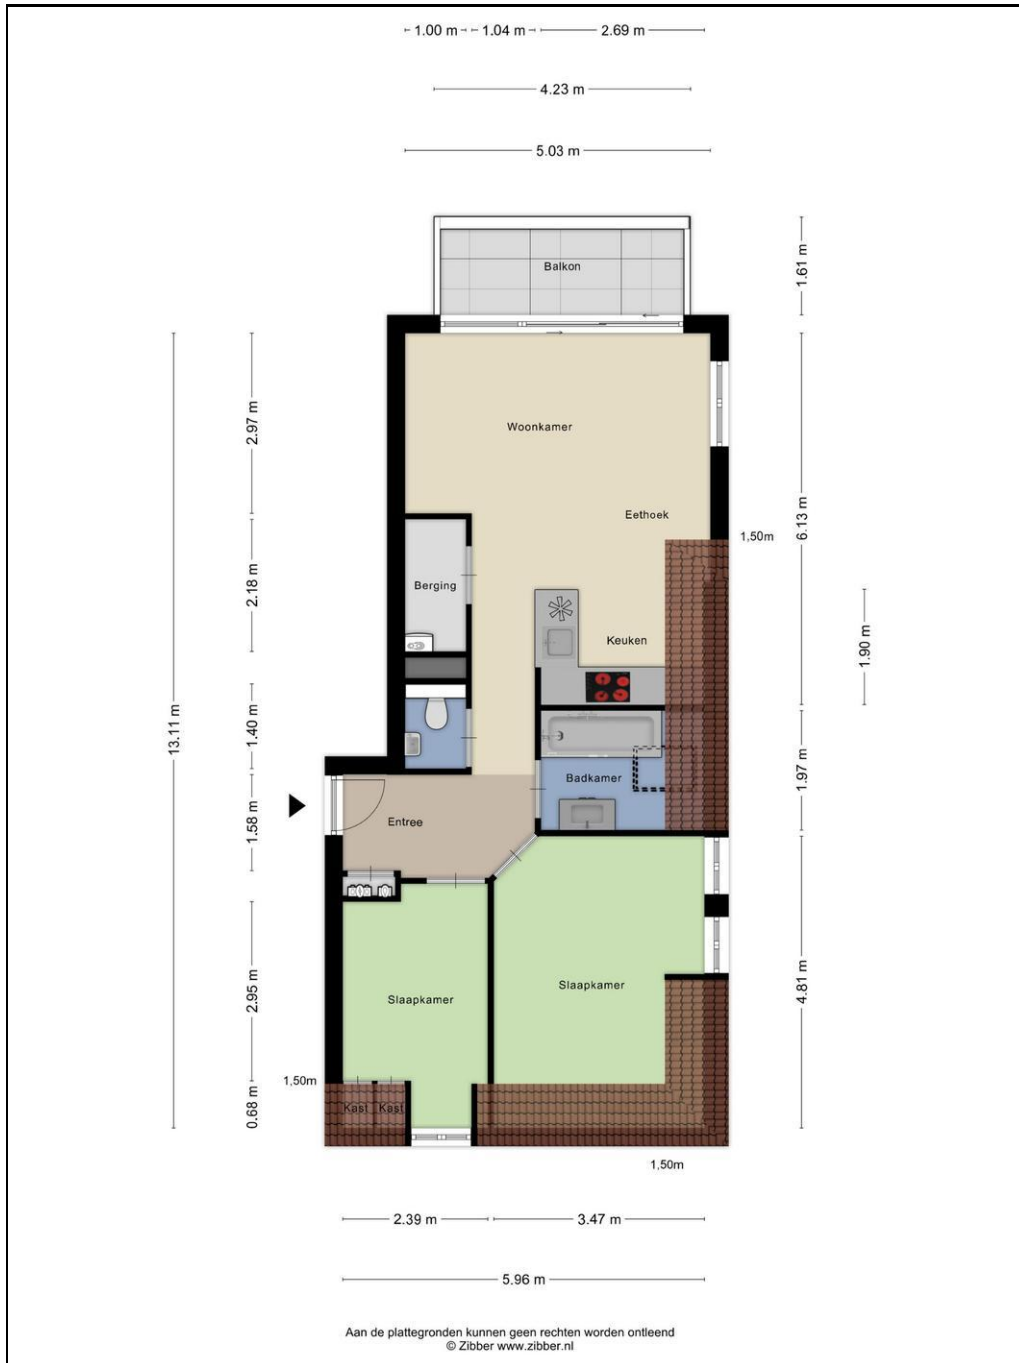 1.00 m 1.04 m 2.69 m
4.23 m
5.03 m
1.61 m
Balkon
2.97 m
Woonkamer
6.13 m
Eethoek
1,50m
2.18 m
Berging
1.90 m
Keuken
13.11 m
1.40 m
1.97 m
Badkamer
1.58 m
Entree
2.95 m
Slaapkamer
Slaapkamer
4.81 m
1,50m
0.68 m
Kast Kast
1,50m
2.39 m 3.47 m
5.96 m
Aan de plattegronden kunnen geen rechten worden ontleend
© Zibber www.zibber.nl